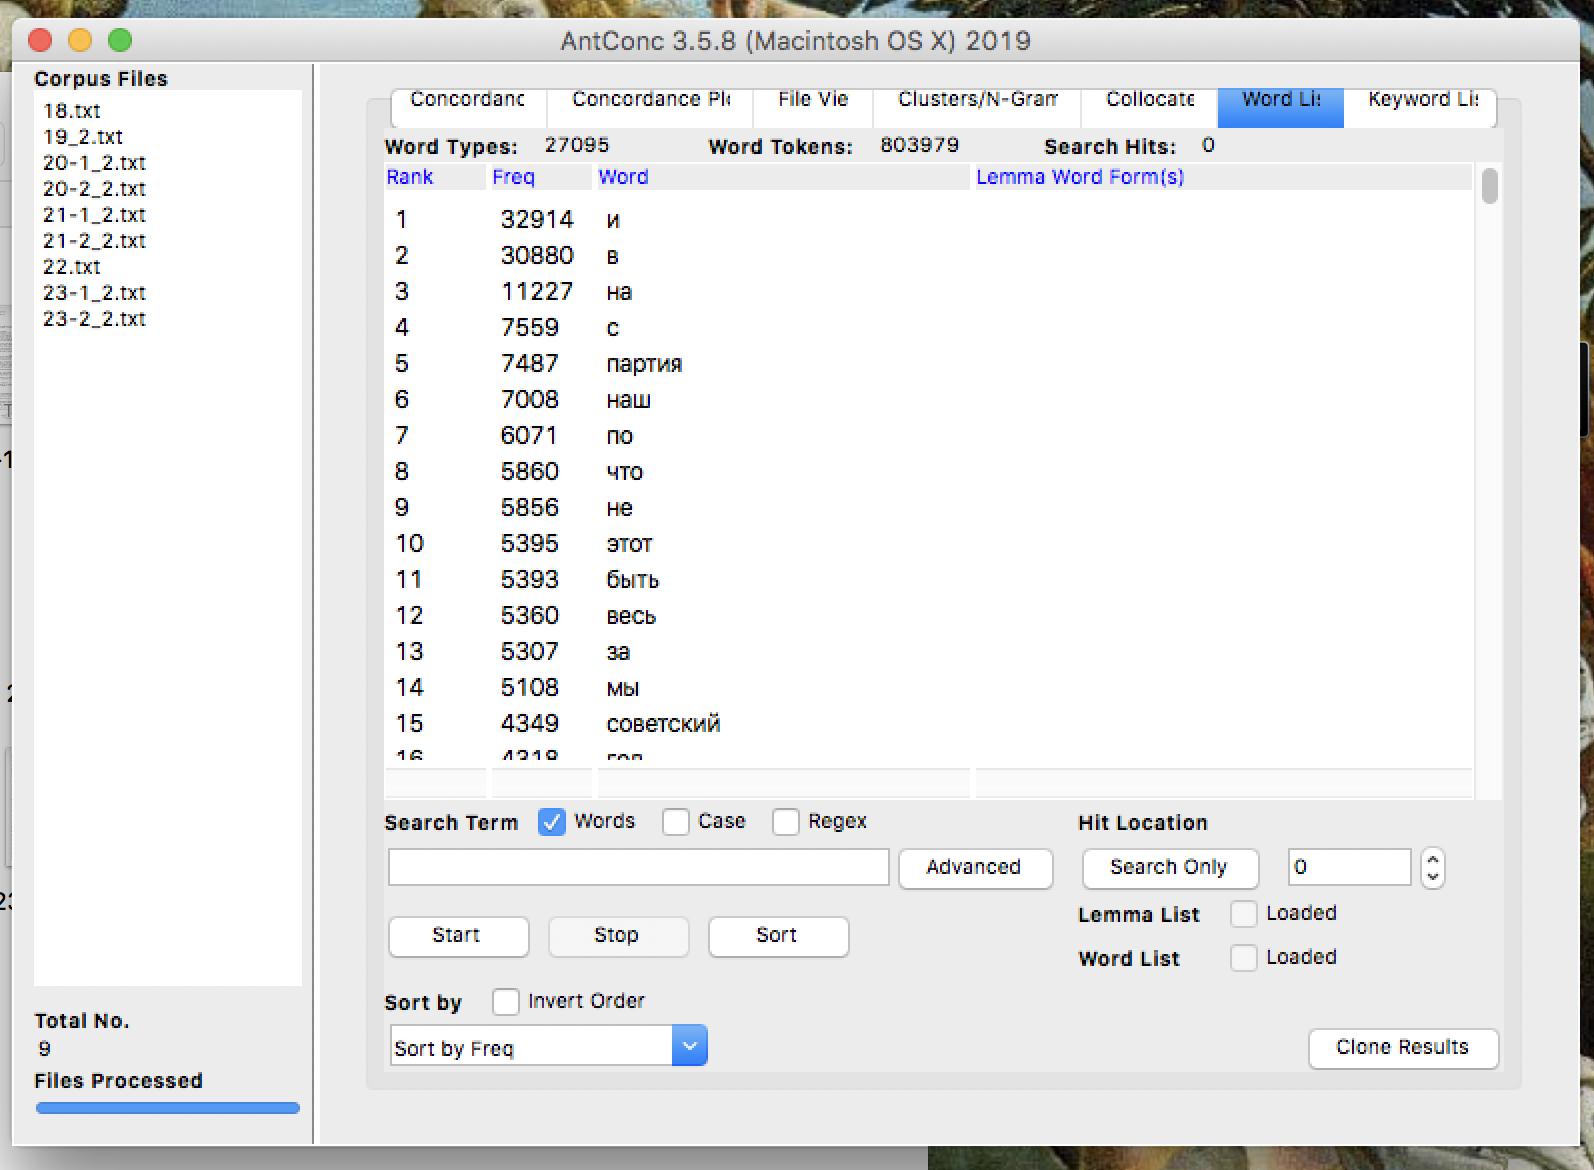 AntConc 3.5.8 (Macintosh OS X) 2019
Corpus Files
18.txt
19_2.txt
20-1_2.txt
20-2_2.txt
21-1_2.txt
21-2_2.txt
22.txt
23-1_2.txt
23-2_2.txt
Total No.
9
Files Processed
Concordanc Concordance Pl File Vie Clusters/N-Gram Collocate Word Li Keyword Li
Word Types: 27095 Word Tokens: 803979 Search Hits: 0
Rank Freq Word Lemma Word Form(s)
1 32914 и
2 30880 в
3 11227 на
4 7559 с
5 7487 партия
6 7008 наш
7 6071 по
8 5860 что
9 5856 не
10 5395 этот
11 5393 быть
12 5360 весь
13 5307 за
14 5108 мы
15 4349 советский
16 4318 год
Search Term Words Case Regex Hit Location
Advanced Search Only 0
Start Stop Sort Lemma List Loaded
Word List Loaded
Sort by Invert Order
Sort by Freq Clone Results